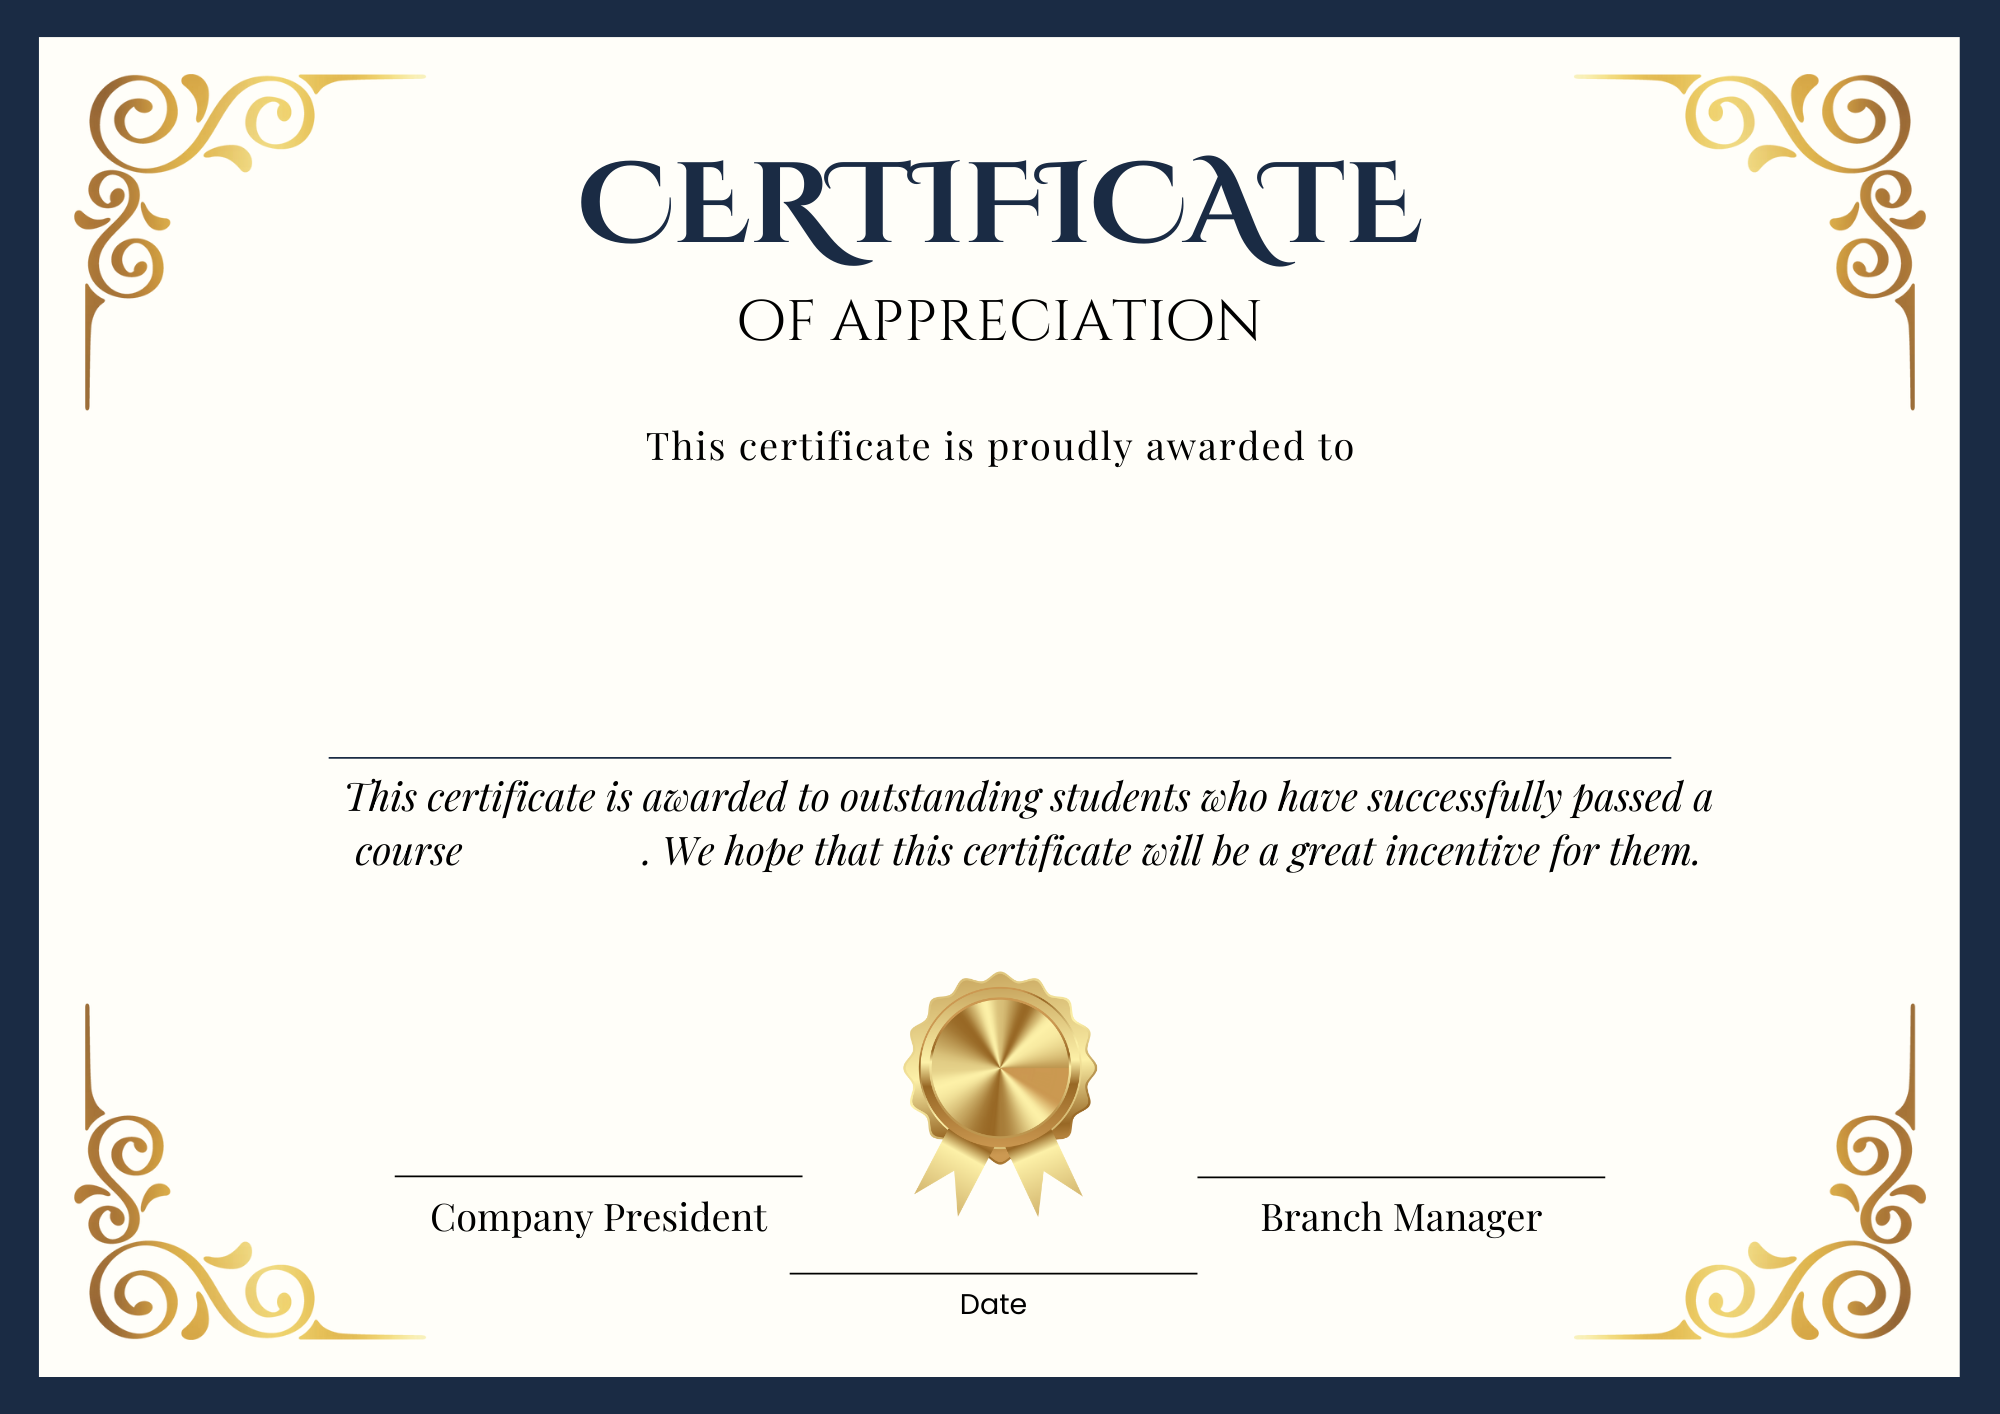 CERTIFICATE
OF APPRECIATION
This certificate is proudly awarded to
This certificate is awarded to outstanding students who have successfully passed a
course . We hope that this certificate will be a great incentive for them.
Company President
Branch Manager
Date